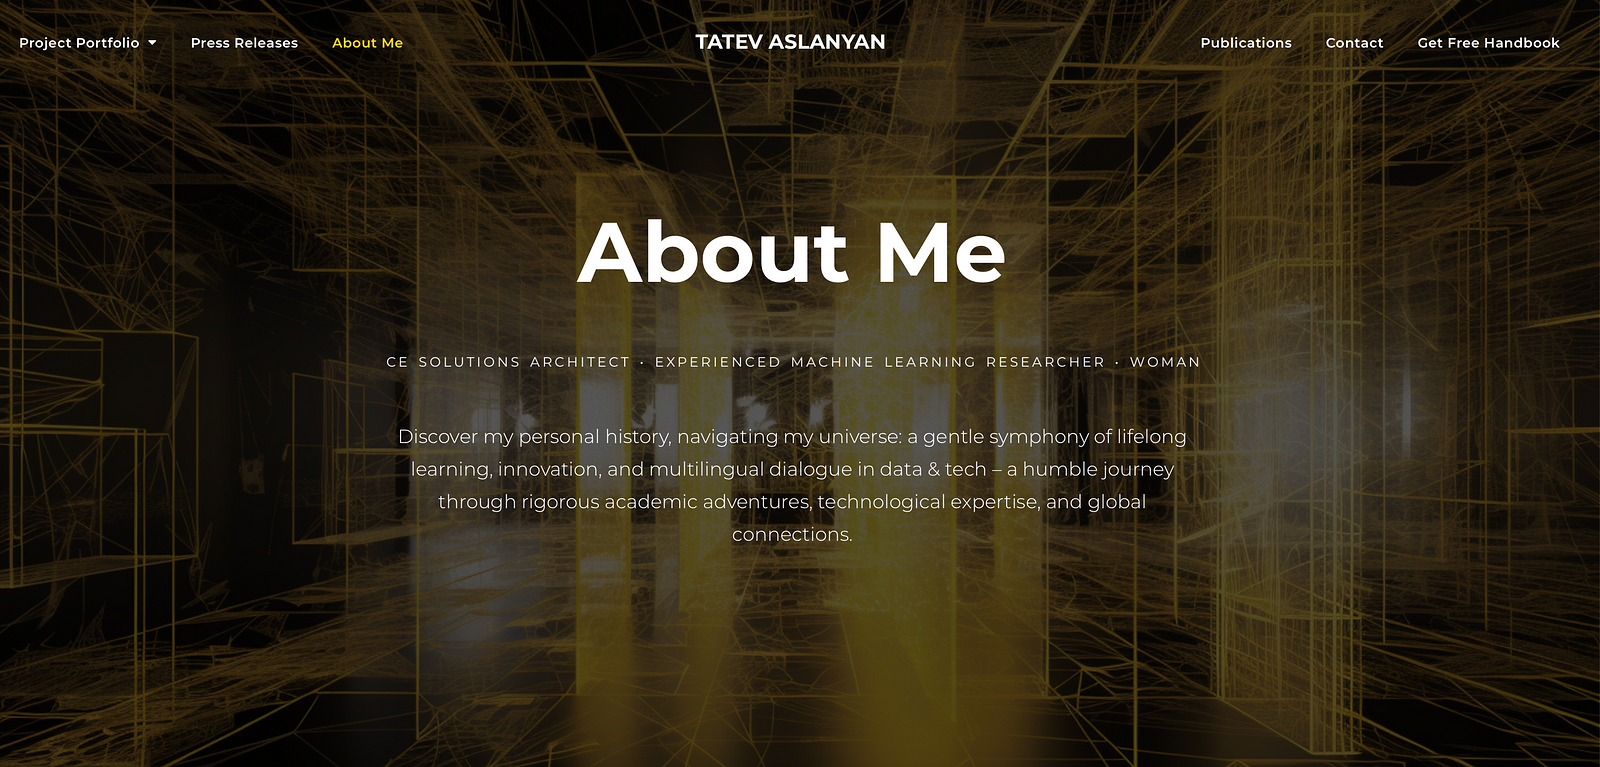 Project Portfolio Press Releases About Me TATEV ASLANYAN Publications Contact Get Free Handbook
About Me
CE SOLUTIONS ARCHITECT · EXPERIENCED MACHINE LEARNING RESEARCHER · WOMAN
Discover my personal history, navigating my universe: a gentle symphony of lifelong
learning, innovation, and multilingual dialogue in data & tech – a humble journey
through rigorous academic adventures, technological expertise, and global
connections.